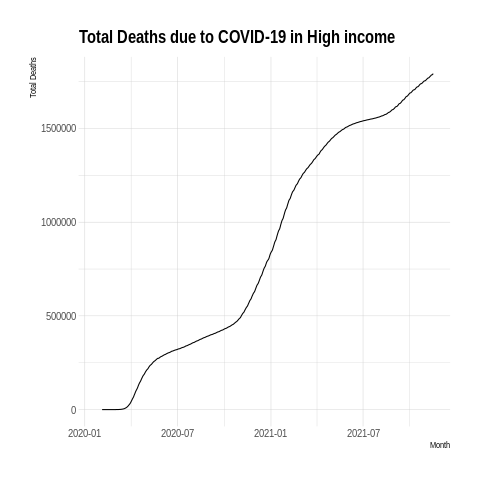 Total Deaths due to COVID-19 in High income
Total Deaths
1500000
1000000
500000
0
2020-01 2020-07 2021-01 2021-07
Month